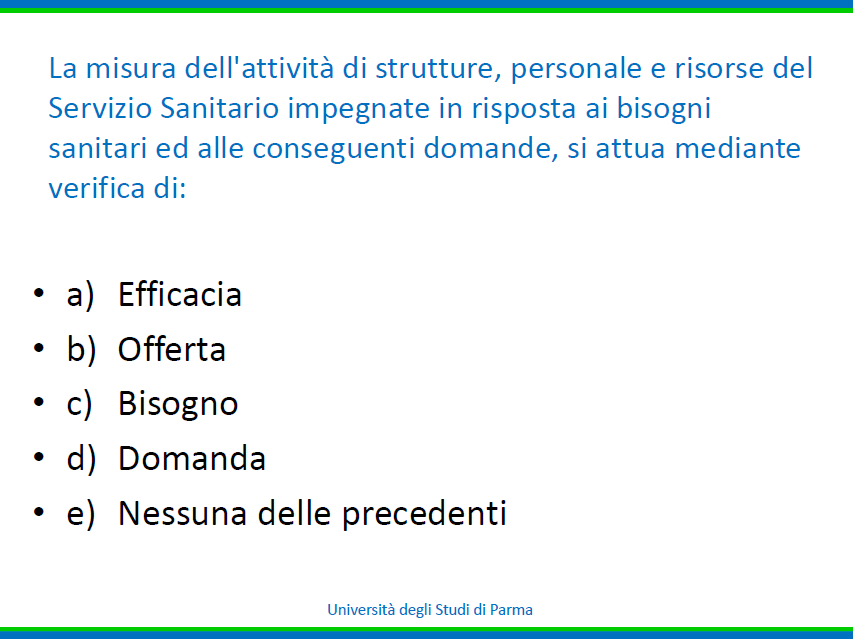 La misura dell'attività di strutture, personale e risorse del
Servizio Sanitario impegnate in risposta ai bisogni
sanitari ed alle conseguenti domande, si attua mediante
verifica di:
• a) Efficacia
• b) Offerta
• c) Bisogno
• d) Domanda
• e) Nessuna delle precedenti
Università degli Studi di Parma